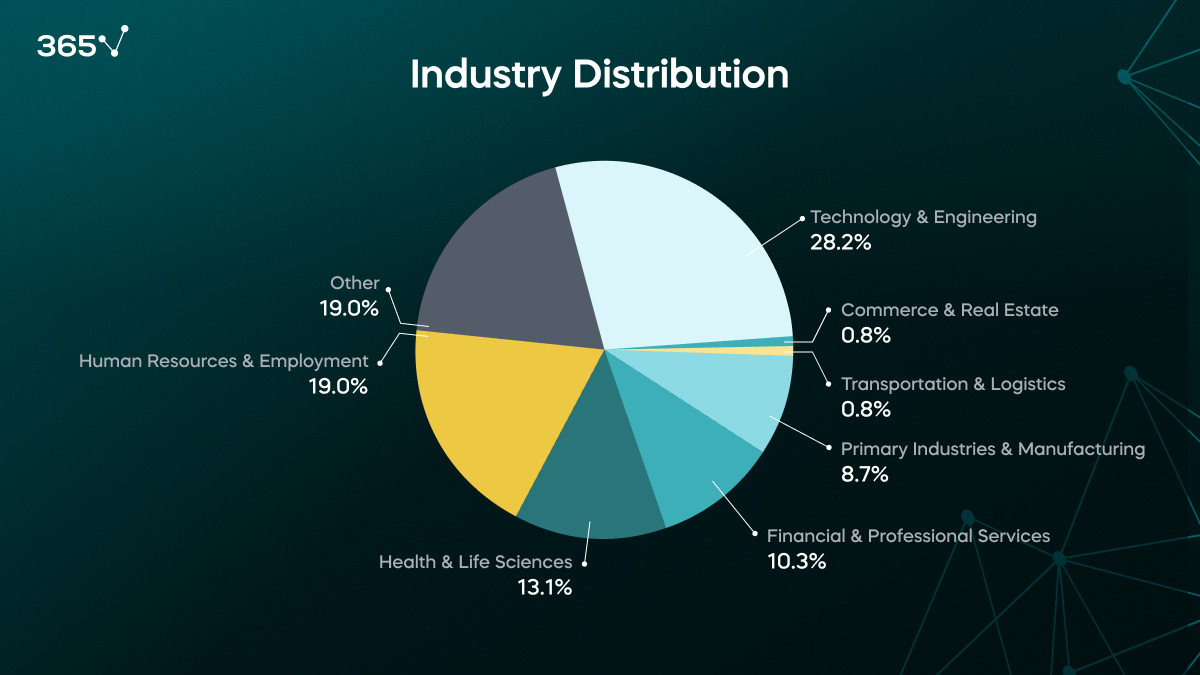 365
Industry Distribution
Technology & Engineering
28.2%
Commerce & Real Estate
0.8%
Transportation & Logistics
0.8%
Primary Industries & Manufacturing
8.7%
Financial & Professional Services
10.3%
Health & Life Sciences
13.1%
Human Resources & Employment
19.0%
Other
19.0%